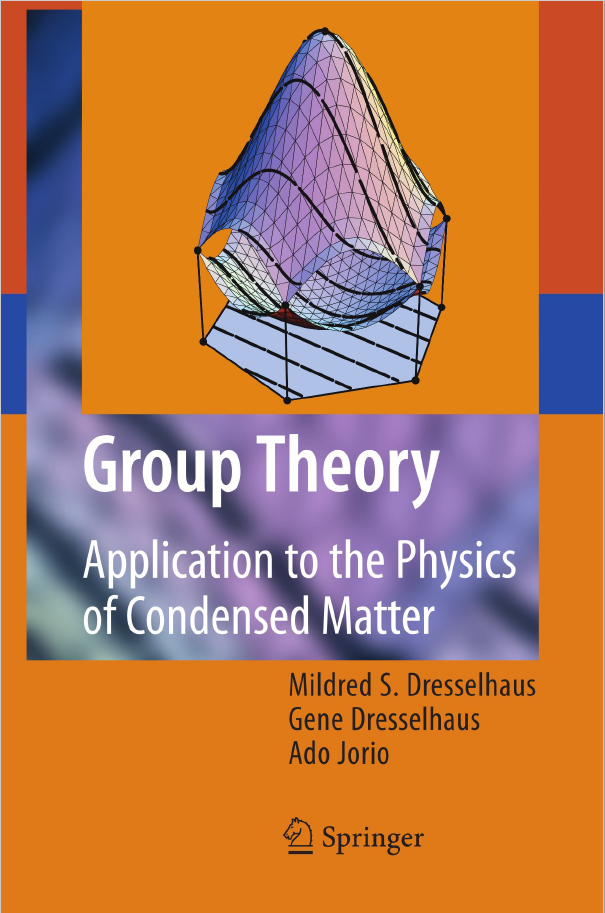 Group Theory
Application to the Physics
of Condensed Matter
Mildred S. Dresselhaus
Gene Dresselhaus
Ado Jorio
Springer